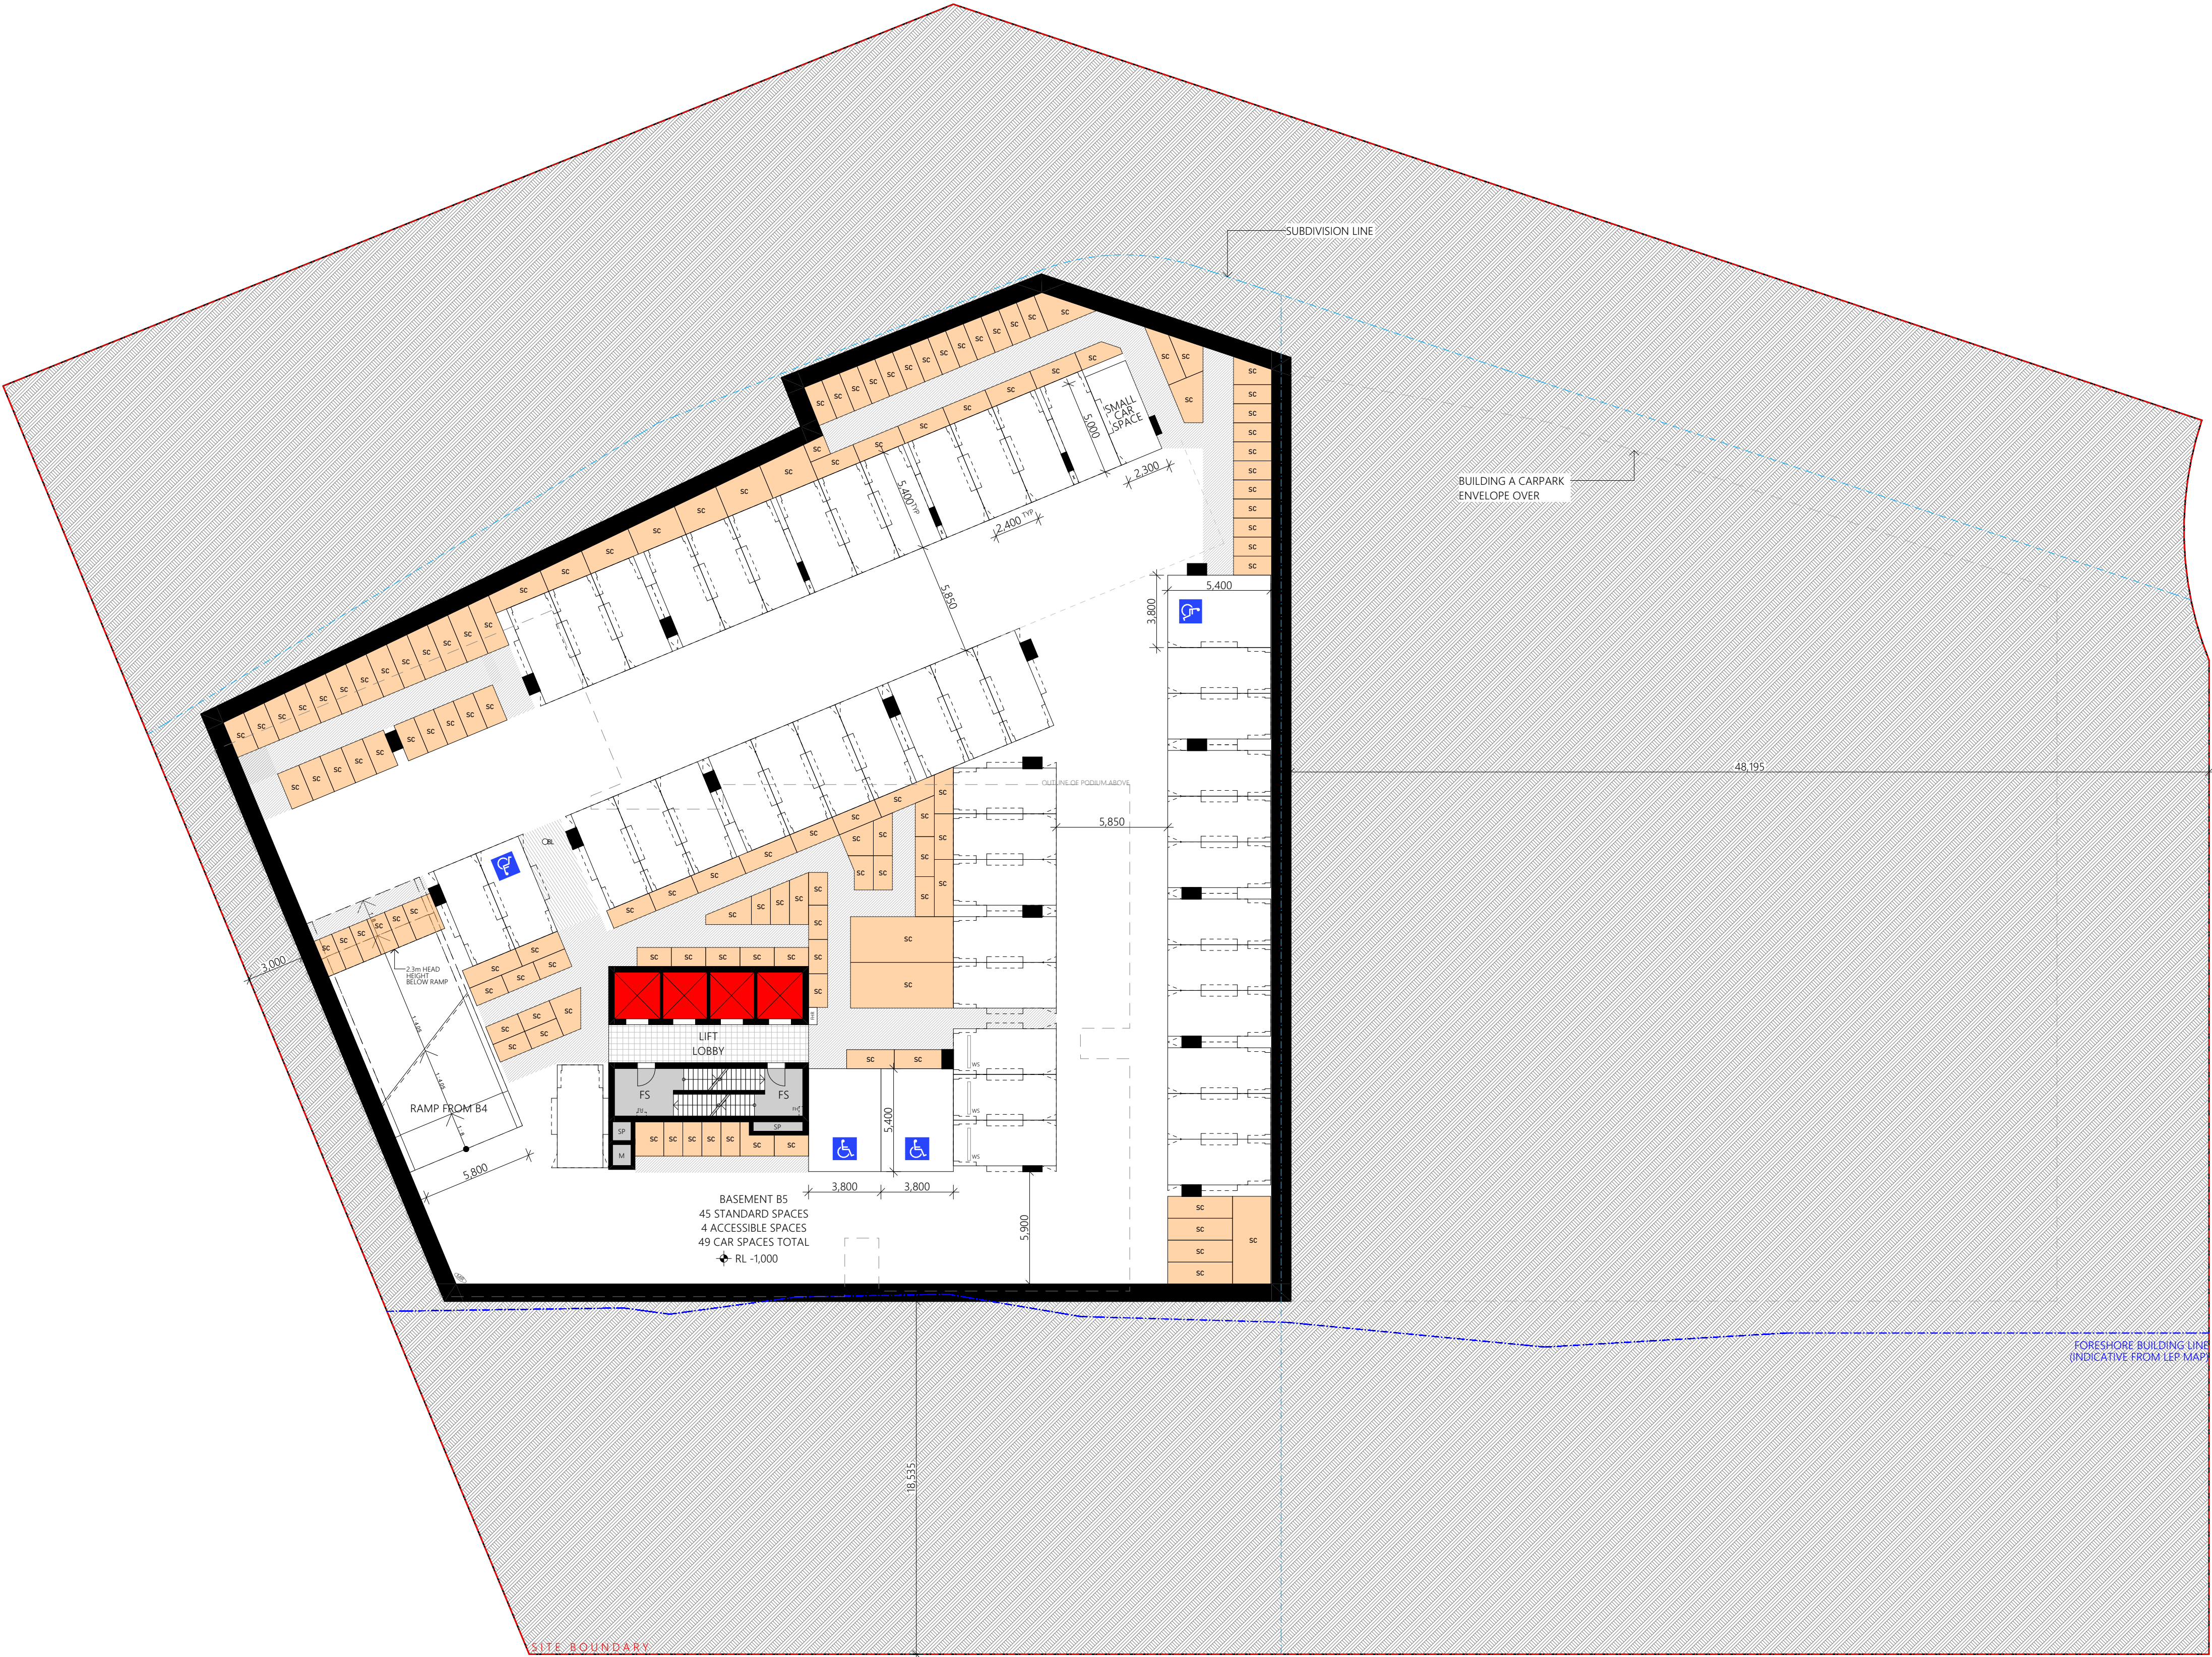 SUBDIVISION LINE
BUILDING A CARPARK
ENVELOPE OVER
SMALL
CAR
SPACE
5,000
2,300
5,400 TYP
2,400 TYP
5,850
5,400
3,800
48,195
OUTLINE OF PODIUM ABOVE
5,850
3,000
2.3m HEAD
HEIGHT
BELOW RAMP
LIFT
LOBBY
FS
FS
SP
SP
M
WS
WS
WS
RAMP FROM B4
5,800
5,400
3,800
3,800
5,900
BASEMENT B5
45 STANDARD SPACES
4 ACCESSIBLE SPACES
49 CAR SPACES TOTAL
RL -1,000
FORESHORE BUILDING LINE
(INDICATIVE FROM LEP MAP)
18,535
SITE BOUNDARY
SC